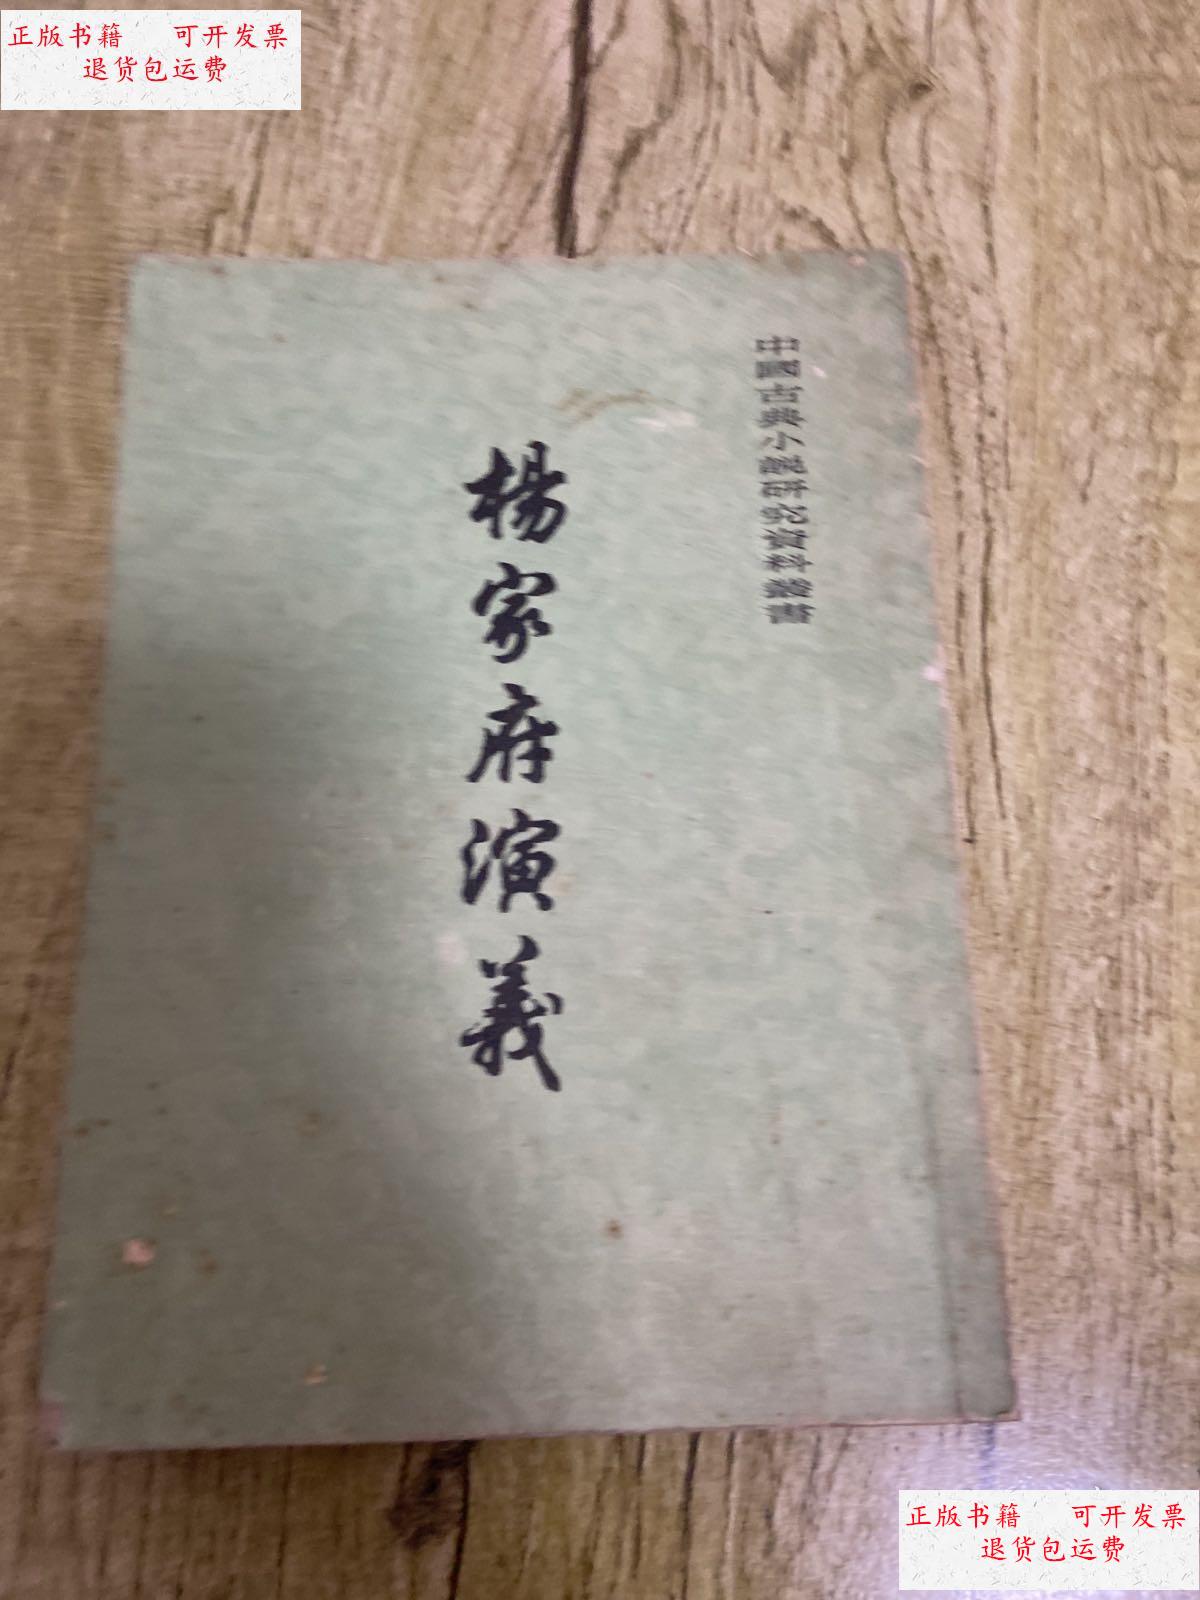 正版书籍　可开发票
退货包运费
中國古典小說研究資料叢書
楊家府演義
正版书籍　可开发票
退货包运费